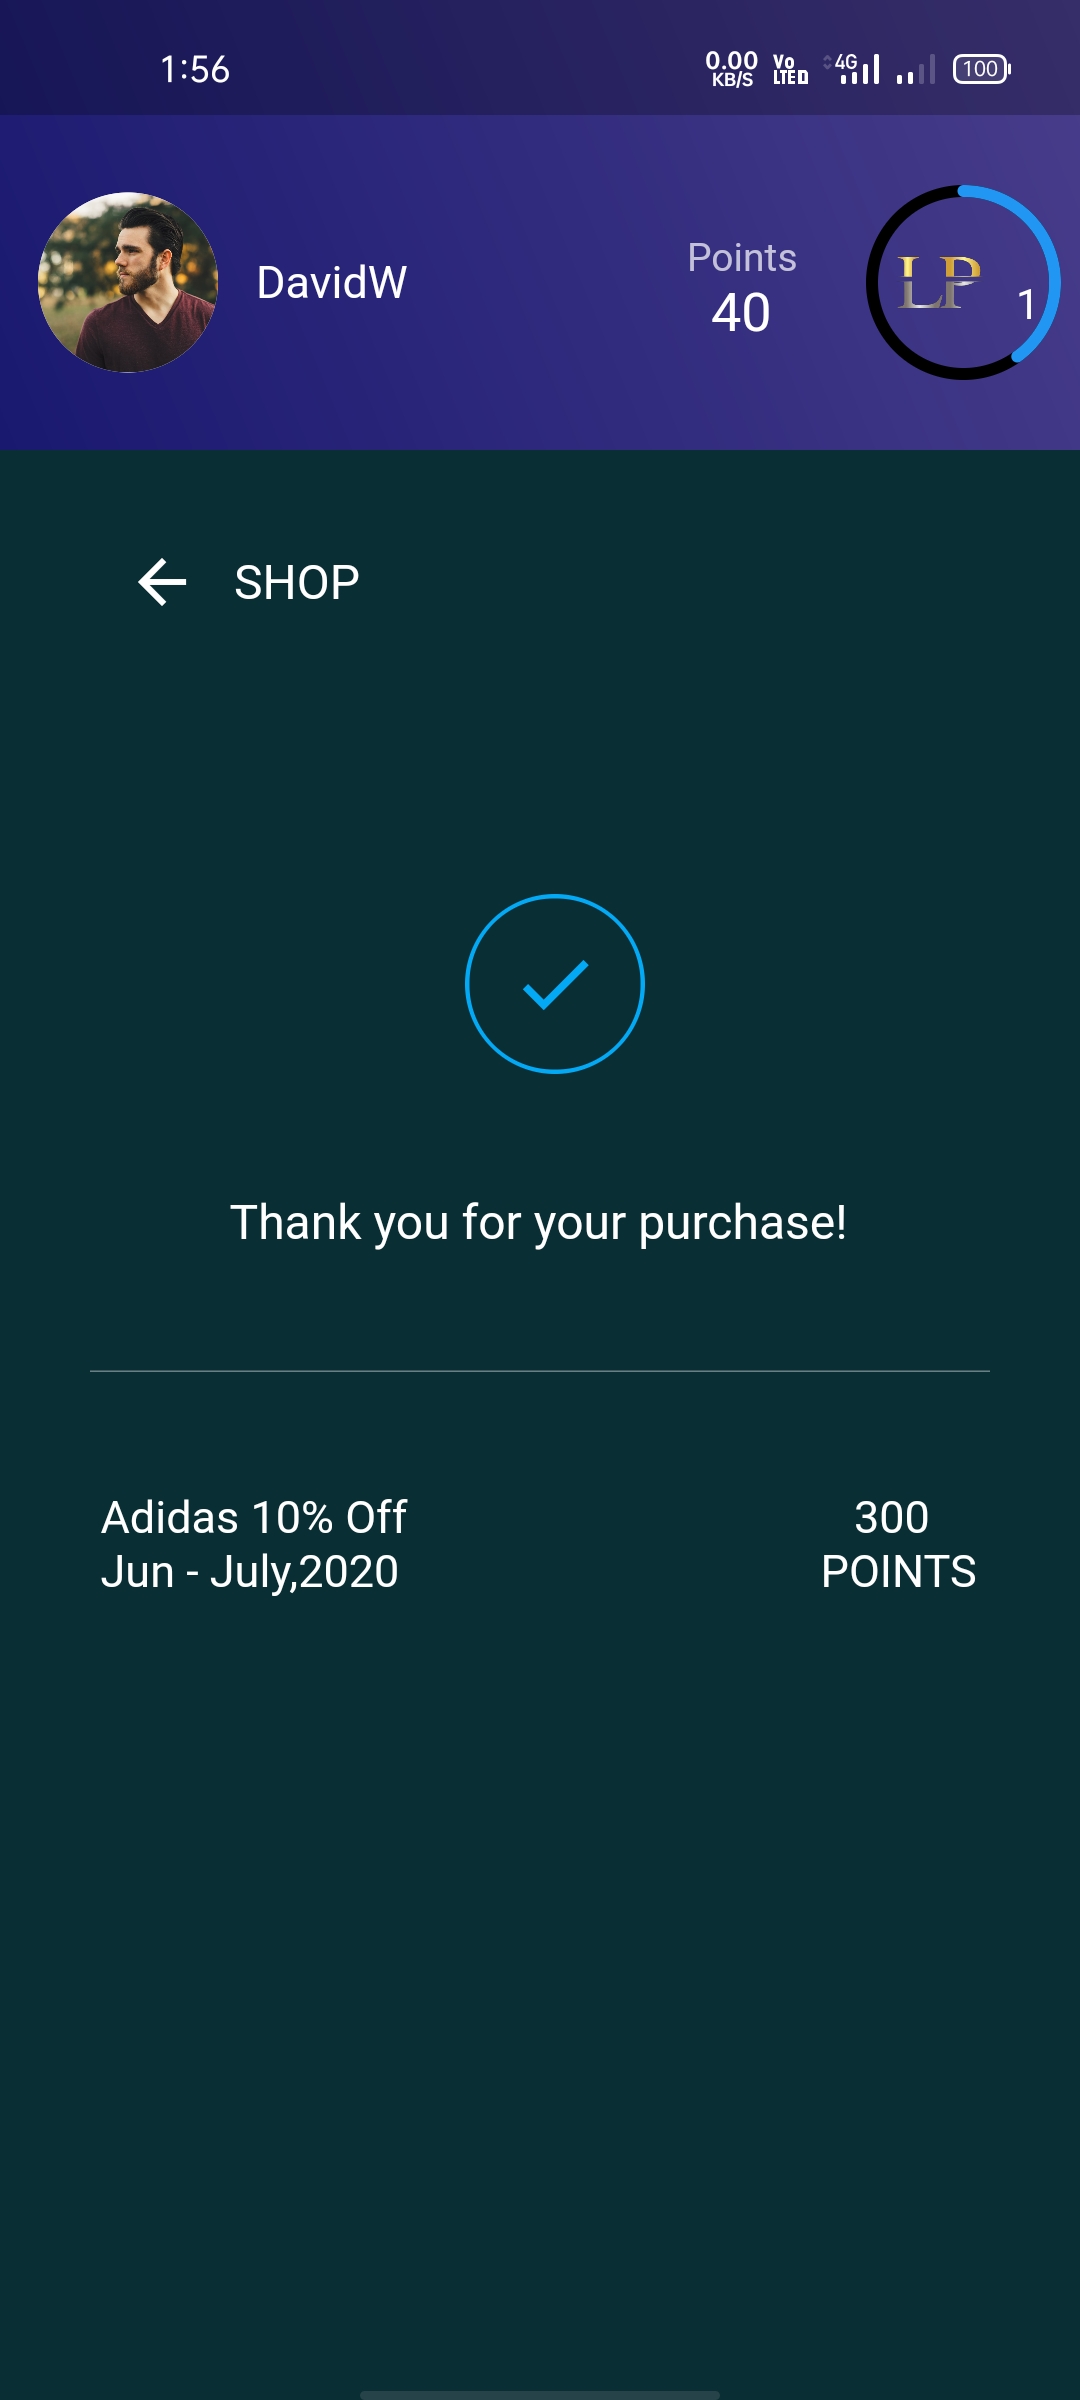 1:56
0.00
KB/S
Vo
LTE
4G
100
DavidW
Points
40
LP
1
SHOP
Thank you for your purchase!
Adidas 10% Off
Jun - July,2020
300
POINTS